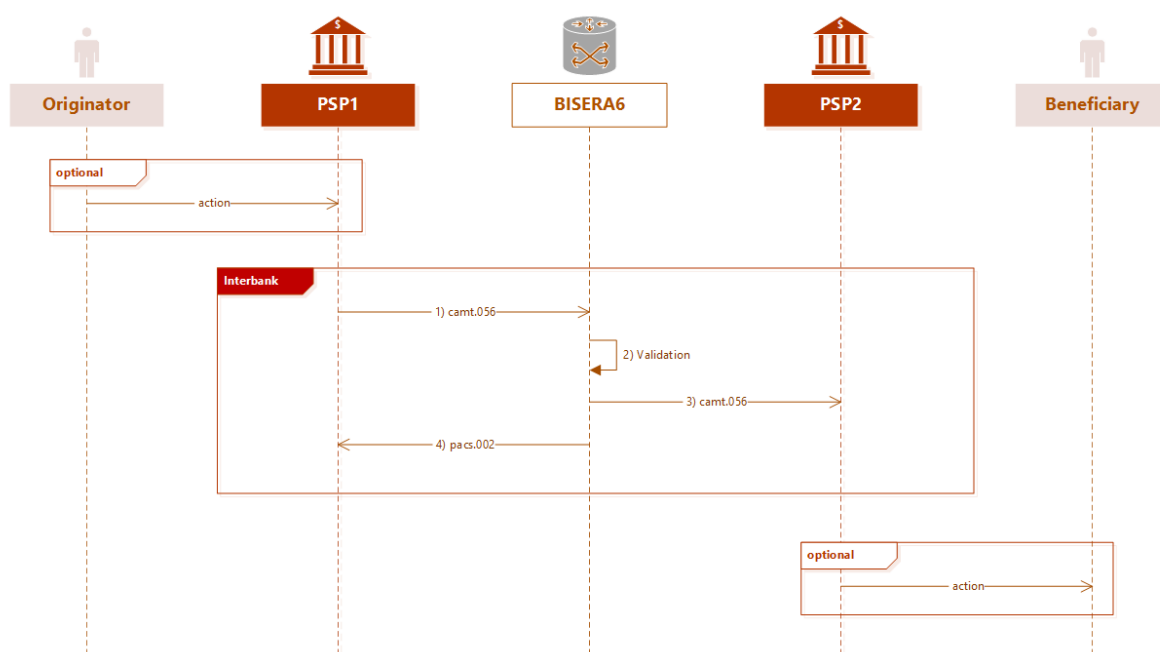 $
$
Originator
PSP1
BISERA6
PSP2
Beneficiary
optional
action
Interbank
1) camt.056
2) Validation
3) camt.056
4) pacs.002
optional
action